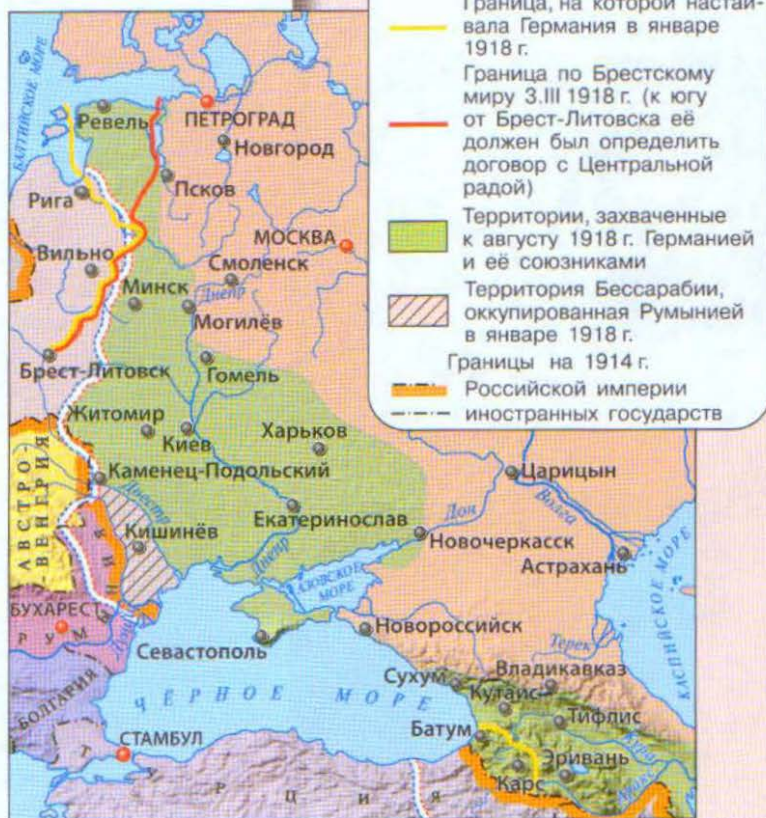 Граница, на которой настаи-
вала Германия в январе
1918 г.
Граница по Брестскому
миру 3.III 1918 г. (к югу
от Брест-Литовска её
должен был определить
договор с Центральной
радой)
Территории, захваченные
к августу 1918 г. Германией
и её союзниками
Территория Бессарабии,
оккупированная Румынией
в январе 1918 г.
Границы на 1914 г.
Российской империи
иностранных государств
БАЛТИЙСКОЕ МОРЕ
Ревель
ПЕТРОГРАД
Новгород
Псков
Рига
МОСКВА
Вильно
Смоленск
Минск
Днепр
Могилёв
Брест-Литовск
Гомель
Житомир
Киев
Харьков
Царицын
Каменец-Подольский
Волга
АВСТРО-
ВЕНГРИЯ
Днестр
Екатеринослав
Дон
Кишинёв
Днепр
Новочеркасск
Астрахань
АЗОВСКОЕ
МОРЕ
БУХАРЕСТ
РУМЫНИЯ
Дунай
Новороссийск
КАСПИЙСКОЕ МОРЕ
Севастополь
Терек
БОЛГАРИЯ
ЧЁРНОЕ МОРЕ
Сухум
Владикавказ
Кутаис
Тифлис
СТАМБУЛ
Батум
Кура
Эривань
Карс
Аракс
ТУРЦИЯ